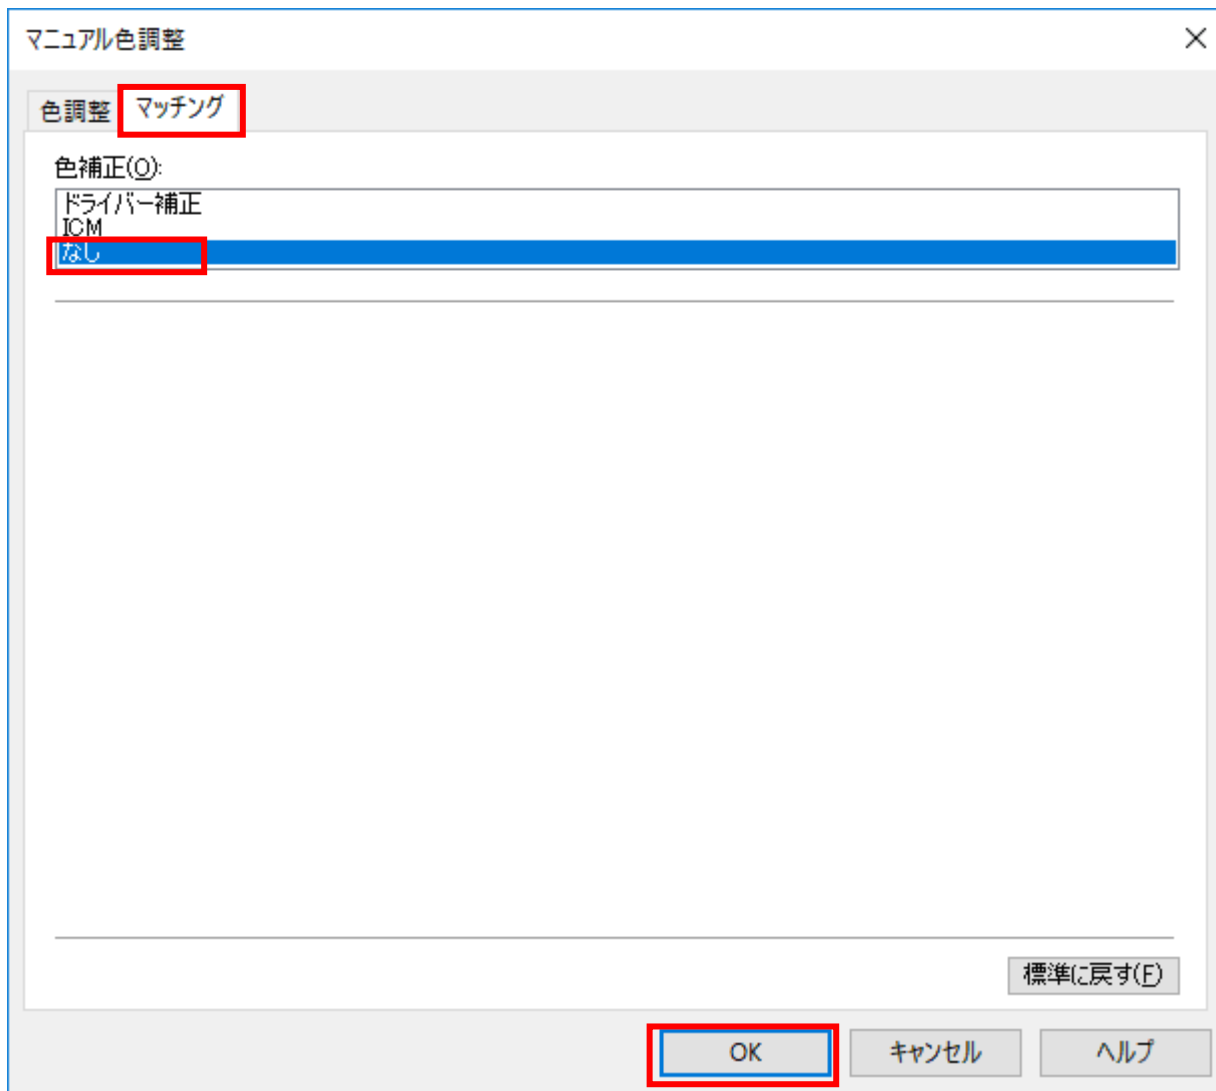 マニュアル色調整
色調整 マッチング
色補正(O):
ドライバー補正
ICM
なし
標準に戻す(F)
OK キャンセル ヘルプ